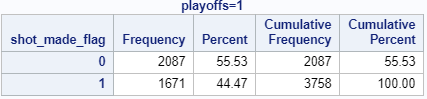 playoffs=1
shot_made_flag Frequency Percent Cumulative Frequency Cumulative Percent
0 2087 55.53 2087 55.53
1 1671 44.47 3758 100.00